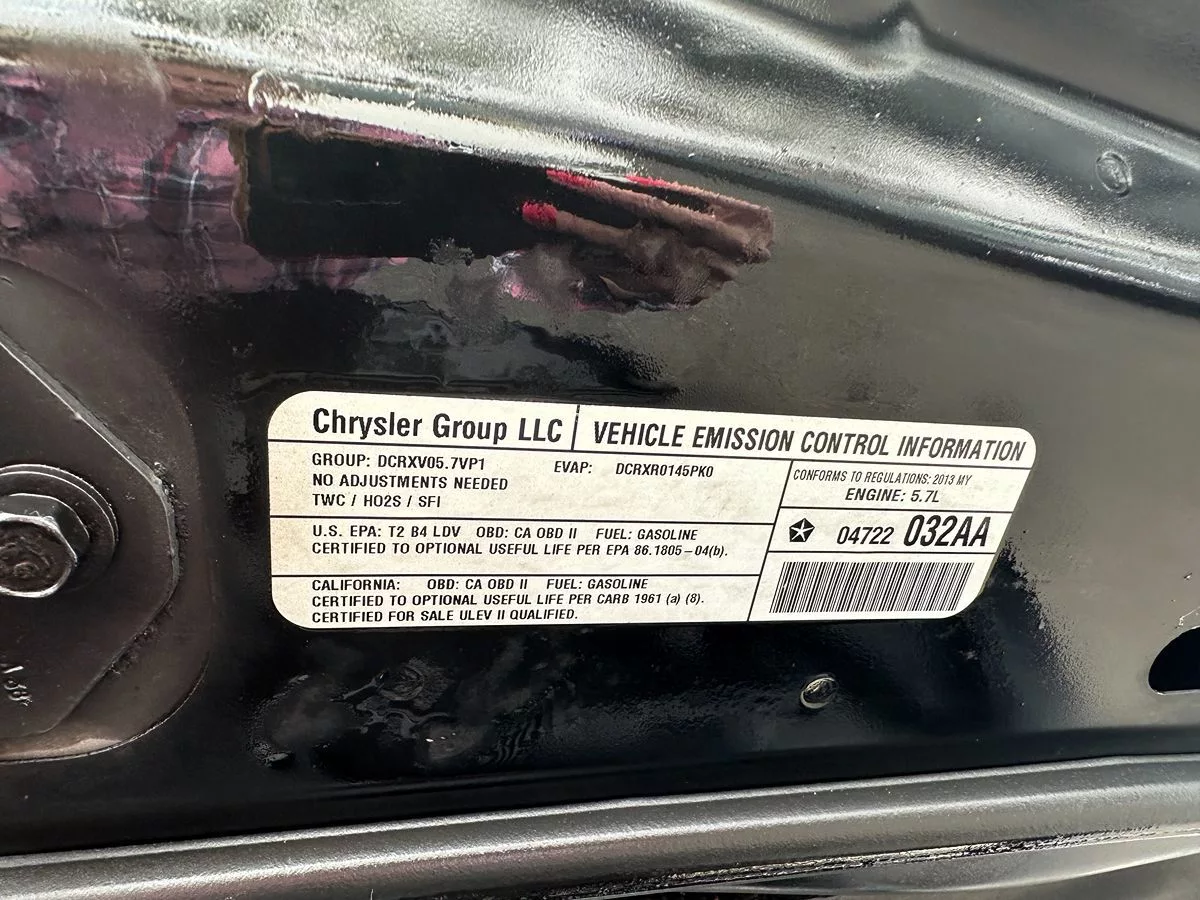 Chrysler Group LLC | VEHICLE EMISSION CONTROL INFORMATION
GROUP: DCRXV05.7VP1 EVAP: DCRXR0145PK0
NO ADJUSTMENTS NEEDED
TWC / HO2S / SFI
CONFORMS TO REGULATIONS: 2013 MY
ENGINE: 5.7L
U.S. EPA: T2 B4 LDV OBD: CA OBD II FUEL: GASOLINE
CERTIFIED TO OPTIONAL USEFUL LIFE PER EPA 86.1805-04(b).
04722 032AA
CALIFORNIA: OBD: CA OBD II FUEL: GASOLINE
CERTIFIED TO OPTIONAL USEFUL LIFE PER CARB 1961 (a) (8).
CERTIFIED FOR SALE ULEV II QUALIFIED.